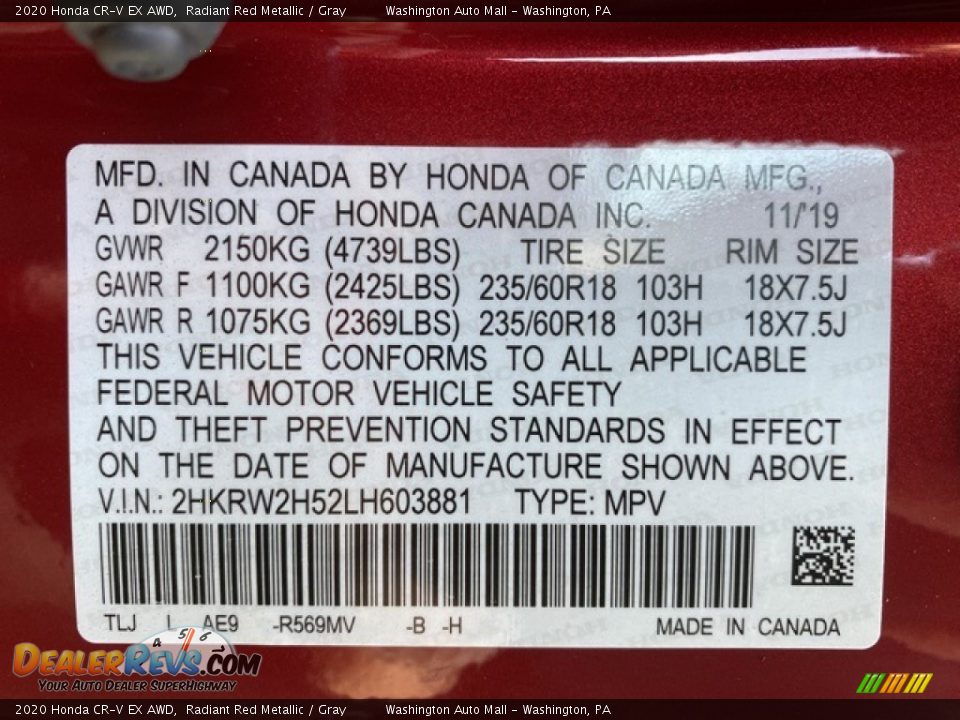 2020 Honda CR-V EX AWD, Radiant Red Metallic / Gray Washington Auto Mall - Washington, PA
MFD. IN CANADA BY HONDA OF CANADA MFG.,
A DIVISION OF HONDA CANADA INC. 11/'19
GVWR 2150KG (4739LBS) TIRE SIZE RIM SIZE
GAWR F 1100KG (2425LBS) 235/60R18 103H 18X7.5J
GAWR R 1075KG (2369LBS) 235/60R18 103H 18X7.5J
THIS VEHICLE CONFORMS TO ALL APPLICABLE
FEDERAL MOTOR VEHICLE SAFETY
AND THEFT PREVENTION STANDARDS IN EFFECT
ON THE DATE OF MANUFACTURE SHOWN ABOVE.
V.I.N.: 2HKRW2H52LH603881 TYPE: MPV
TLJ L AE9 -R569MV -B -H MADE IN CANADA
4 5 6
DEALERREVS.COM
YOUR AUTO DEALER SUPERHIGHWAY
2020 Honda CR-V EX AWD, Radiant Red Metallic / Gray Washington Auto Mall - Washington, PA